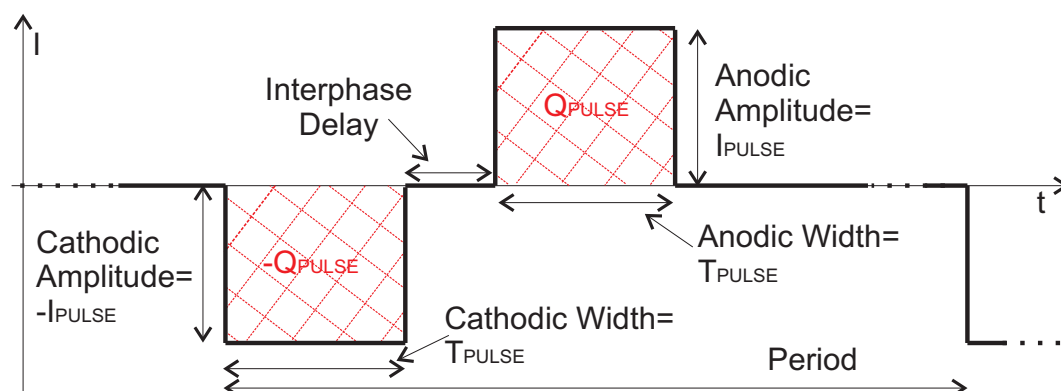 I
Interphase
Delay
QPULSE
Anodic
Amplitude=
IPULSE
t
Cathodic
Amplitude=
-IPULSE
-QPULSE
Anodic Width=
TPULSE
Cathodic Width=
TPULSE
Period